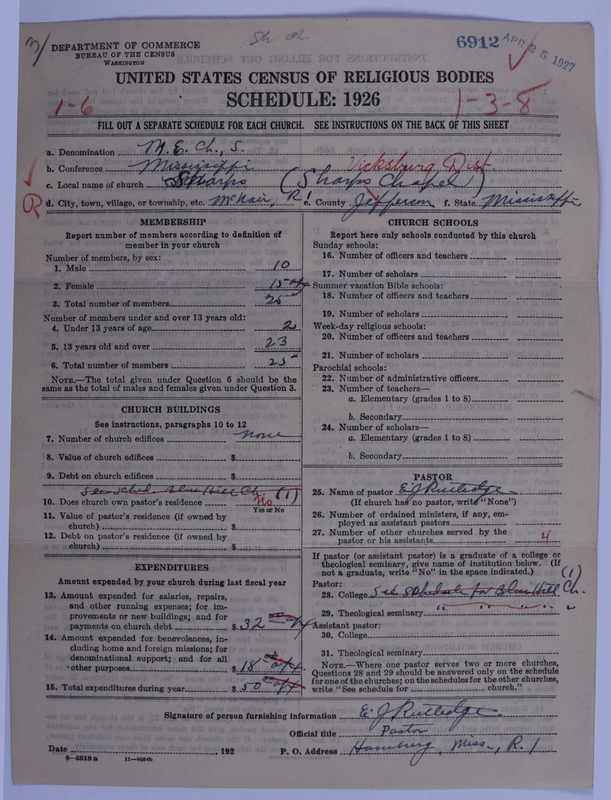 DEPARTMENT OF COMMERCE
BUREAU OF THE CENSUS
WASHINGTON
6912
APR 25 1927
UNITED STATES CENSUS OF RELIGIOUS BODIES
SCHEDULE: 1926
1-6
1-3-8
FILL OUT A SEPARATE SCHEDULE FOR EACH CHURCH. SEE INSTRUCTIONS ON THE BACK OF THIS SHEET
a. Denomination M. E. Ch., S.
b. Conference Mississippi Vicksburg Dist.
c. Local name of church Sharps (Sharps Chapel)
d. City, town, village, or township, etc. McNair, R1 e. County Jefferson f. State Mississippi
R
MEMBERSHIP
Report number of members according to definition of member in your church
Number of members, by sex:
1. Male 10
2. Female 15
3. Total number of members 25
Number of members under and over 13 years old:
4. Under 13 years of age 2
5. 13 years old and over 23
6. Total number of members 25
NOTE.—The total given under Question 6 should be the same as the total of males and females given under Question 3.
CHURCH BUILDINGS
See instructions, paragraphs 10 to 12
7. Number of church edifices none
8. Value of church edifices $
9. Debt on church edifices $
See sched. Blue Hill Ch. (1)
10. Does church own pastor's residence No
Yes or No
11. Value of pastor's residence (if owned by church) $
12. Debt on pastor's residence (if owned by church) $
EXPENDITURES
Amount expended by your church during last fiscal year
13. Amount expended for salaries, repairs, and other running expenses; for improvements or new buildings; and for payments on church debt $ 32
14. Amount expended for benevolences, including home and foreign missions; for denominational support; and for all other purposes $ 18
15. Total expenditures during year $ 50
CHURCH SCHOOLS
Report here only schools conducted by this church
Sunday schools:
16. Number of officers and teachers
17. Number of scholars
Summer vacation Bible schools:
18. Number of officers and teachers
19. Number of scholars
Week-day religious schools:
20. Number of officers and teachers
21. Number of scholars
Parochial schools:
22. Number of administrative officers
23. Number of teachers—
a. Elementary (grades 1 to 8)
b. Secondary
24. Number of scholars—
a. Elementary (grades 1 to 8)
b. Secondary
PASTOR
25. Name of pastor E. J. Rutledge
(If church has no pastor, write "None")
26. Number of ordained ministers, if any, employed as assistant pastors
27. Number of other churches served by the pastor or his assistants 4
If pastor (or assistant pastor) is a graduate of a college or theological seminary, give name of institution below. (If not a graduate, write "No" in the space indicated.) (1)
Pastor:
28. College See schedule for Blue Hill Ch.
29. Theological seminary " " " "
Assistant pastor:
30. College
31. Theological seminary
NOTE.—Where one pastor serves two or more churches, Questions 28 and 29 should be answered only on the schedule for one of the churches; on the schedules for the other churches, write "See schedule for church."
Signature of person furnishing information E. J. Rutledge
Official title Pastor
Date , 192 P. O. Address Hamburg, Miss., R. 1
8—5518 a